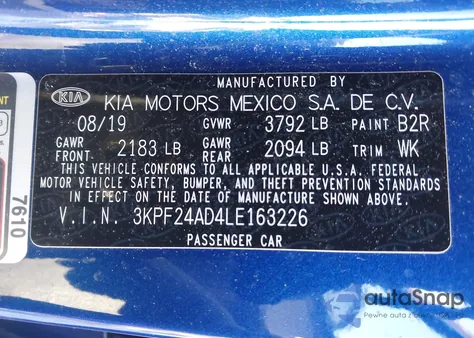 MANUFACTURED BY
KIA KIA MOTORS MEXICO S.A. DE C.V.
08/19 GVWR 3792 LB PAINT B2R
GAWR FRONT 2183 LB GAWR REAR 2094 LB TRIM WK
THIS VEHICLE CONFORMS TO ALL APPLICABLE U.S.A. FEDERAL
MOTOR VEHICLE SAFETY, BUMPER, AND THEFT PREVENTION STANDARDS
IN EFFECT ON THE DATE OF MANUFACTURE SHOWN ABOVE.
V.I.N. 3KPF24AD4LE163226
PASSENGER CAR
7610
autoSnap